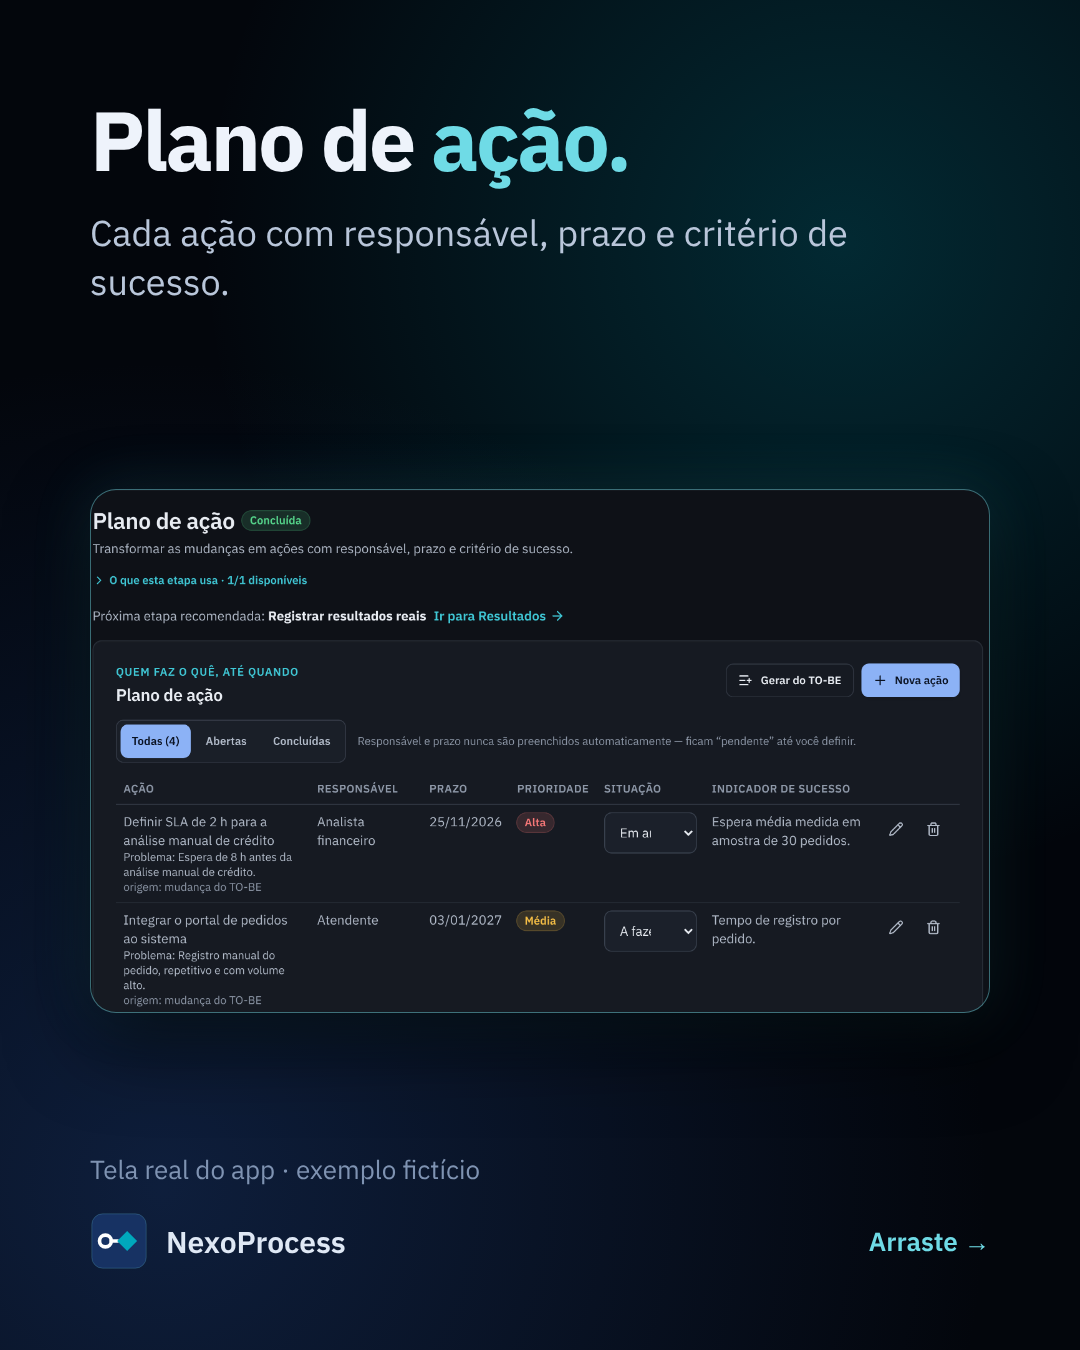 Plano de ação.
Cada ação com responsável, prazo e critério de
sucesso.
Plano de ação Concluída
Transformar as mudanças em ações com responsável, prazo e critério de sucesso.
O que esta etapa usa · 1/1 disponíveis
Próxima etapa recomendada: Registrar resultados reais Ir para Resultados →
QUEM FAZ O QUÊ, ATÉ QUANDO
Plano de ação
Gerar do TO-BE
+ Nova ação
Todas (4) Abertas Concluídas Responsável e prazo nunca são preenchidos automaticamente — ficam “pendente” até você definir.
AÇÃO RESPONSÁVEL PRAZO PRIORIDADE SITUAÇÃO INDICADOR DE SUCESSO
Definir SLA de 2 h para a
análise manual de crédito
Problema: Espera de 8 h antes da
análise manual de crédito.
origem: mudança do TO-BE
Analista
financeiro
25/11/2026
Alta
Em
Espera média medida em
amostra de 30 pedidos.
Integrar o portal de pedidos
ao sistema
Problema: Registro manual do
pedido, repetitivo e com volume
alto.
origem: mudança do TO-BE
Atendente
03/01/2027
Média
A faze
Tempo de registro por
pedido.
Tela real do app · exemplo fictício
NexoProcess
Arraste →